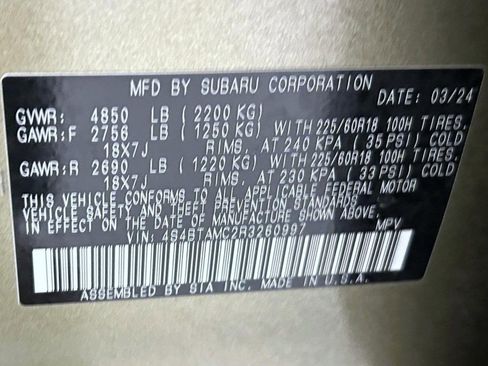 MFD BY SUBARU CORPORATION DATE: 03/24
GVWR: 4850 LB (2200 KG)
GAWR:F 2756 LB (1250 KG) WITH 225/60R18 100H TIRES.
18X7J RIMS. AT 240 KPA (35 PSI) COLD
GAWR:R 2690 LB (1220 KG) WITH 225/60R18 100H TIRES.
18X7J RIMS. AT 230 KPA (33 PSI) COLD
THIS VEHICLE CONFORMS TO ALL APPLICABLE FEDERAL MOTOR
VEHICLE SAFETY, BUMPER, AND THEFT PREVENTION STANDARDS
IN EFFECT ON THE DATE OF MANUFACTURE SHOWN ABOVE.
VIN: 4S4BTAMC2R3260997 MPV
ASSEMBLED BY SIA INC. MADE IN U.S.A.